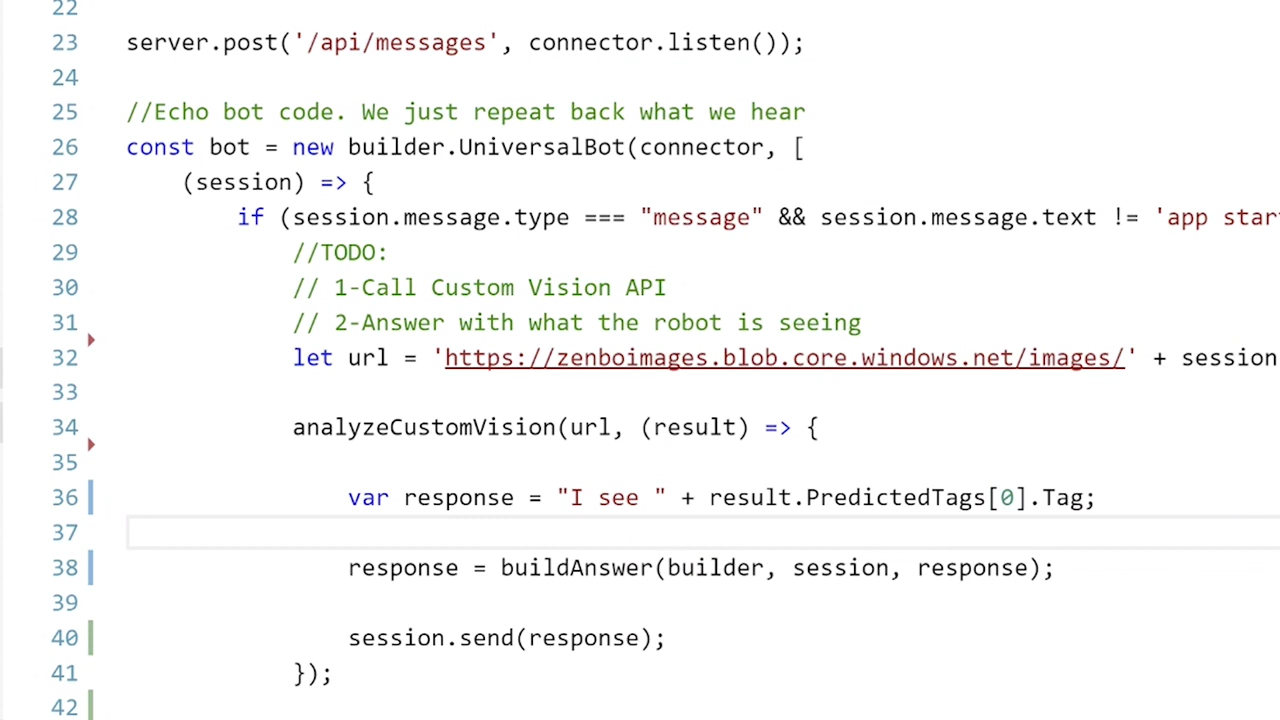 22
23 server.post('/api/messages', connector.listen());
24
25 //Echo bot code. We just repeat back what we hear
26 const bot = new builder.UniversalBot(connector, [
27 (session) => {
28 if (session.message.type === "message" && session.message.text != 'app star
29 //TODO:
30 // 1-Call Custom Vision API
31 // 2-Answer with what the robot is seeing
32 let url = 'https://zenboimages.blob.core.windows.net/images/' + session
33
34 analyzeCustomVision(url, (result) => {
35
36 var response = "I see " + result.PredictedTags[0].Tag;
37
38 response = buildAnswer(builder, session, response);
39
40 session.send(response);
41 });
42